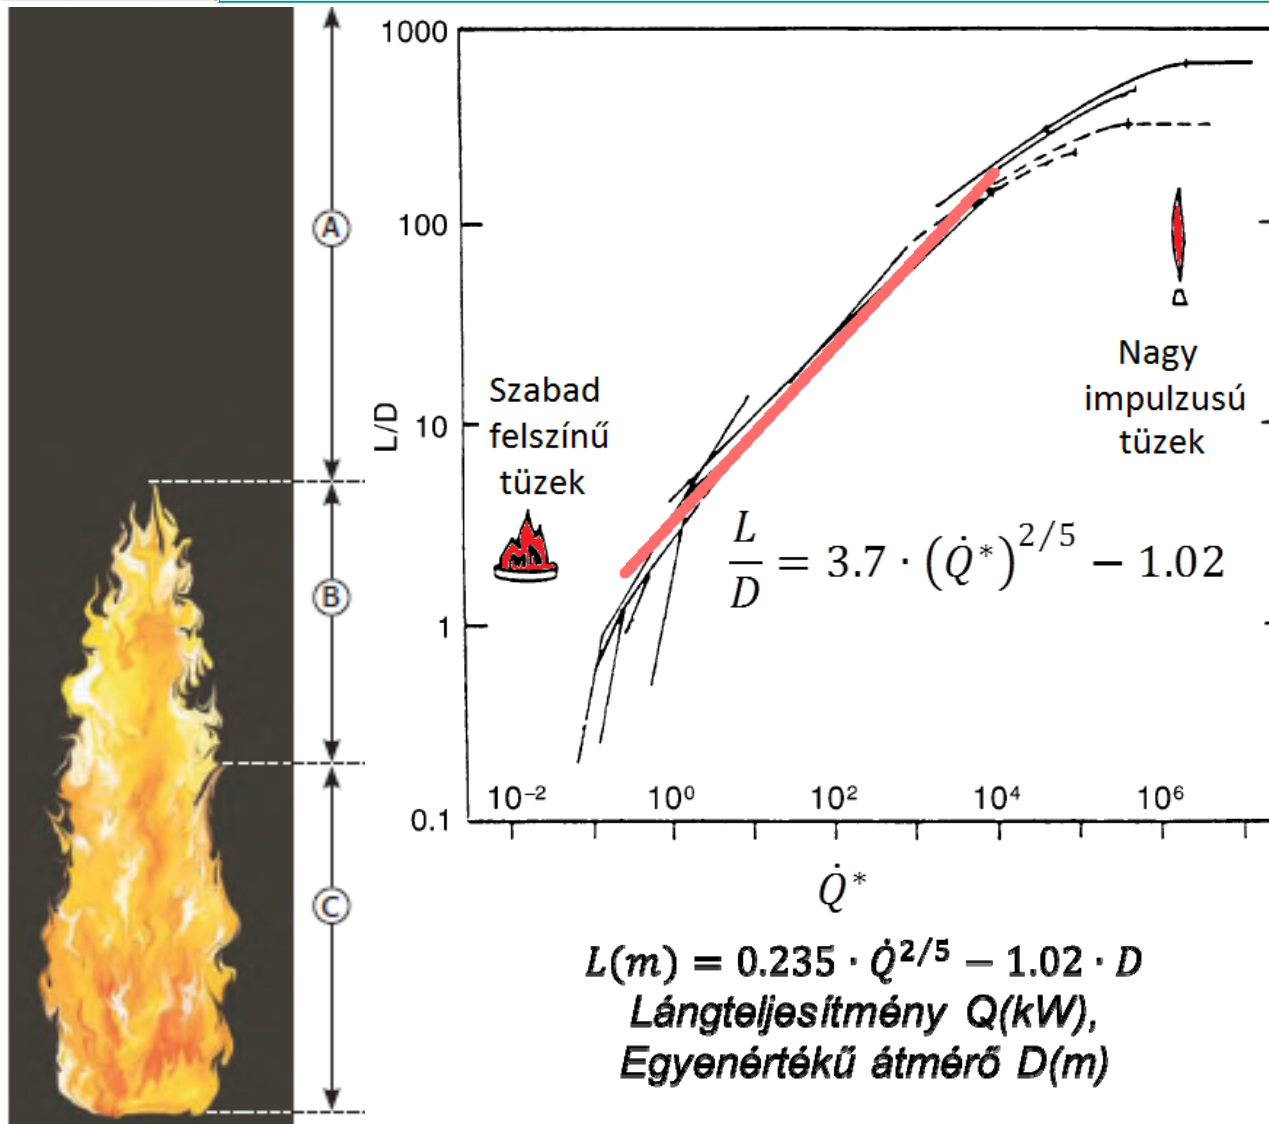 A
B
C
1000
100
10
1
0.1
L/D
Szabad
felszínű
tüzek
Nagy
impulzusú
tüzek
L/D = 3.7 · (Q̇*)^2/5 − 1.02
10⁻² 10⁰ 10² 10⁴ 10⁶
Q̇*
L(m) = 0.235 · Q̇^2/5 − 1.02 · D
Lángteljesítmény Q(kW),
Egyenértékű átmérő D(m)